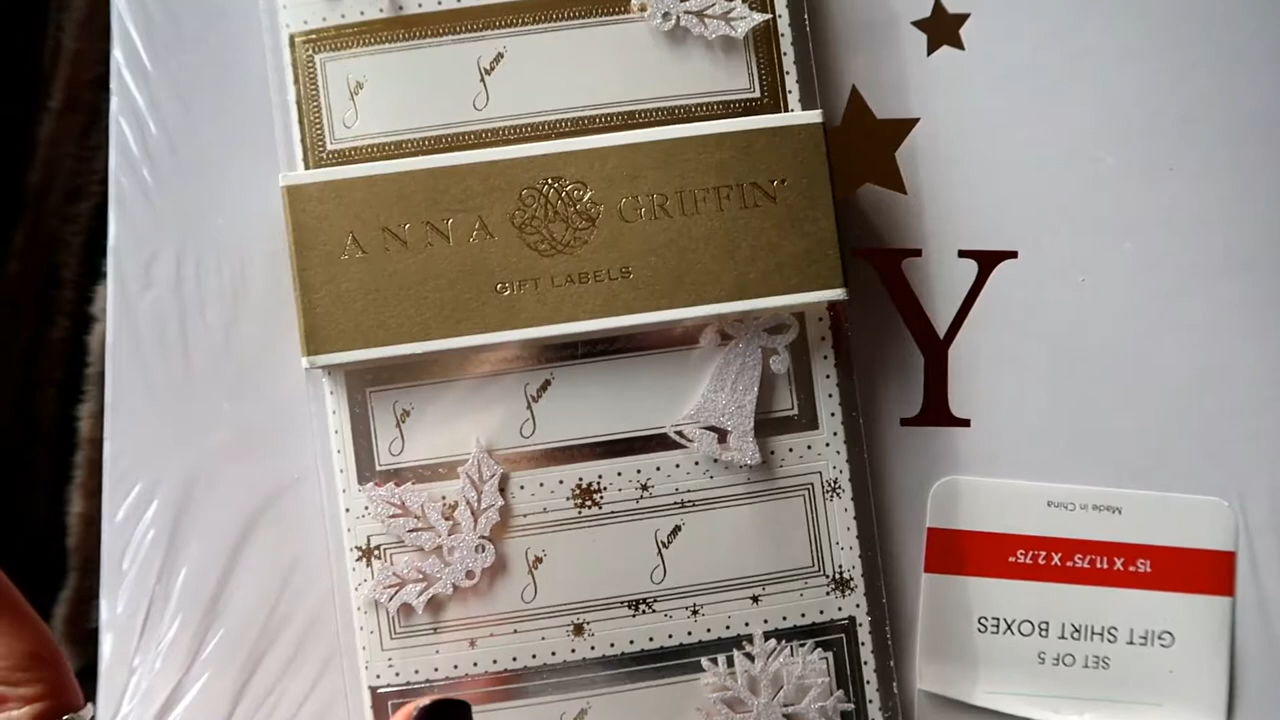 for: from:
ANNA GRIFFIN™
GIFT LABELS
for: from:
for: from:
Y
SET OF 5
GIFT SHIRT BOXES
15" X 11.75" X 2.75"
Made in China